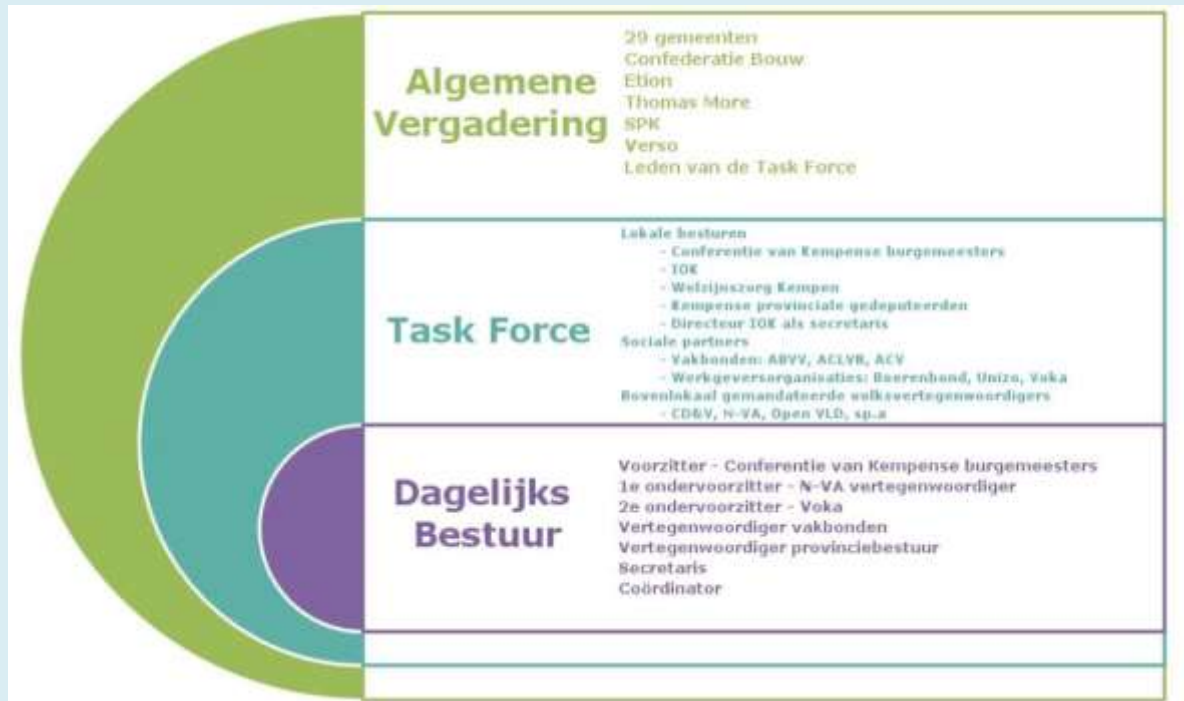 Algemene
Vergadering
29 gemeenten
Confederatie Bouw
Etion
Thomas More
SPK
Verso
Leden van de Task Force
Task Force
Lokale besturen
- Conferentie van Kempense burgemeesters
- IOK
- Welzijnszorg Kempen
- Kempense provinciale gedeputeerden
- Directeur IOK als secretaris
Sociale partners
- Vakbonden: ABVV, ACLVB, ACV
- Werkgeversorganisaties: Boerenbond, Unizo, Voka
Bovenlokaal gemandateerde volksvertegenwoordigers
- CD&V, N-VA, Open VLD, sp.a
Dagelijks
Bestuur
Voorzitter - Conferentie van Kempense burgemeesters
1e ondervoorzitter - N-VA vertegenwoordiger
2e ondervoorzitter - Voka
Vertegenwoordiger vakbonden
Vertegenwoordiger provinciebestuur
Secretaris
Coördinator